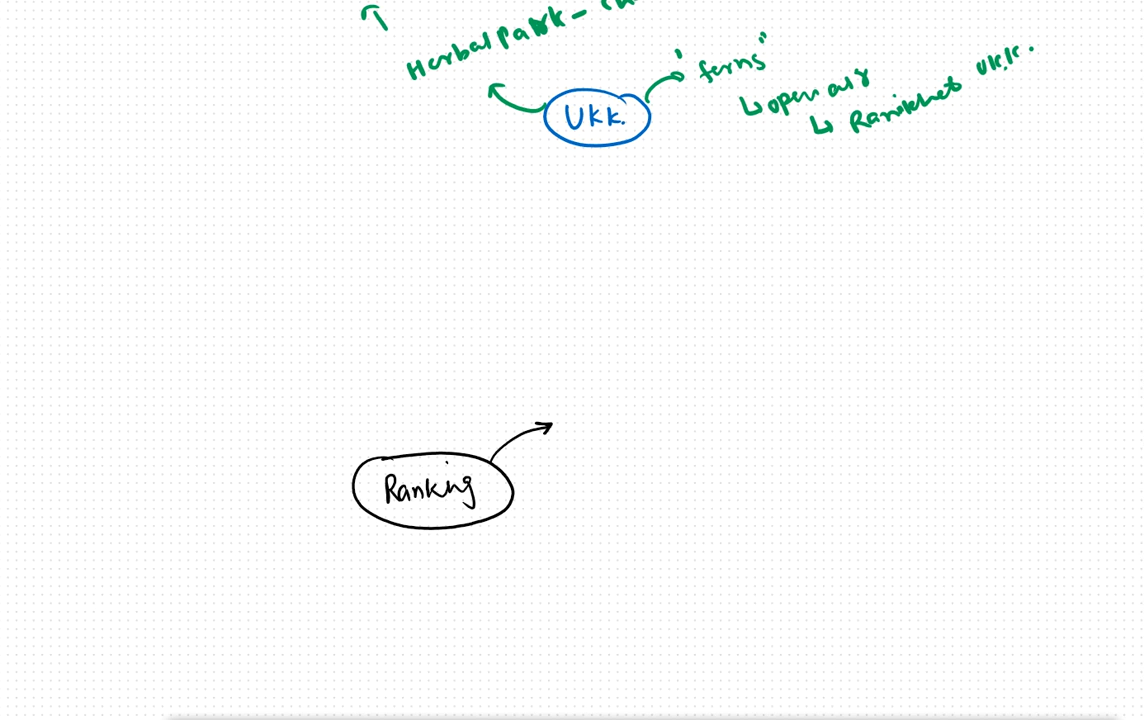 Herbal Park -
"ferns"
↳ open air
↳ Ranikhet UKK.
UKK.
Ranking